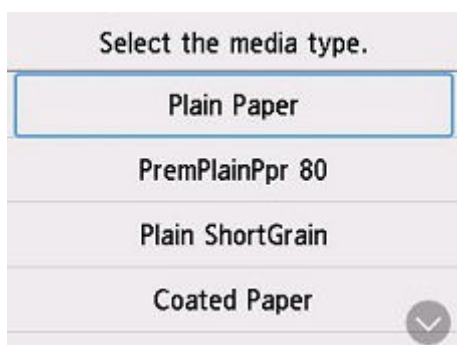 Select the media type.
Plain Paper
PremPlainPpr 80
Plain ShortGrain
Coated Paper